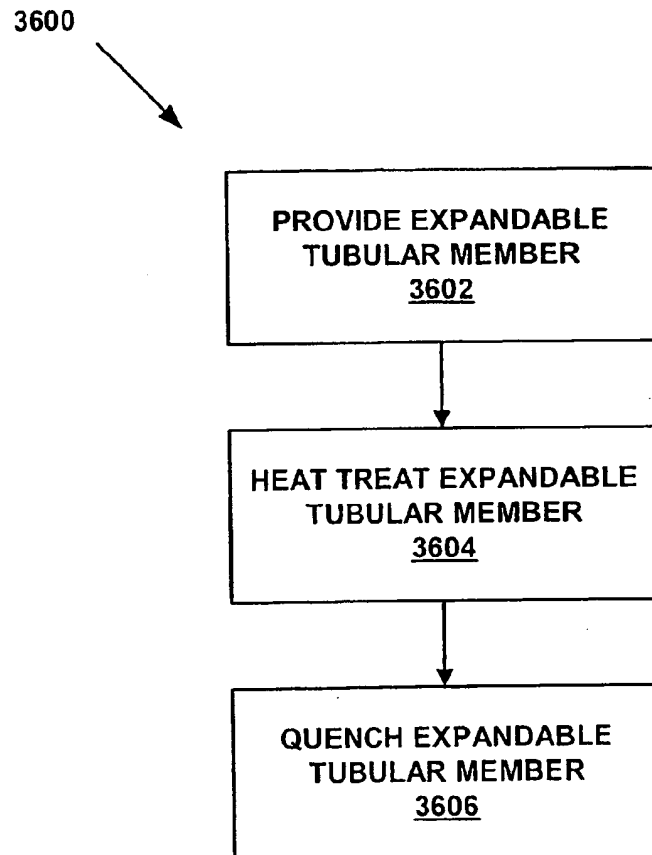 3600
PROVIDE EXPANDABLE
TUBULAR MEMBER
3602
HEAT TREAT EXPANDABLE
TUBULAR MEMBER
3604
QUENCH EXPANDABLE
TUBULAR MEMBER
3606